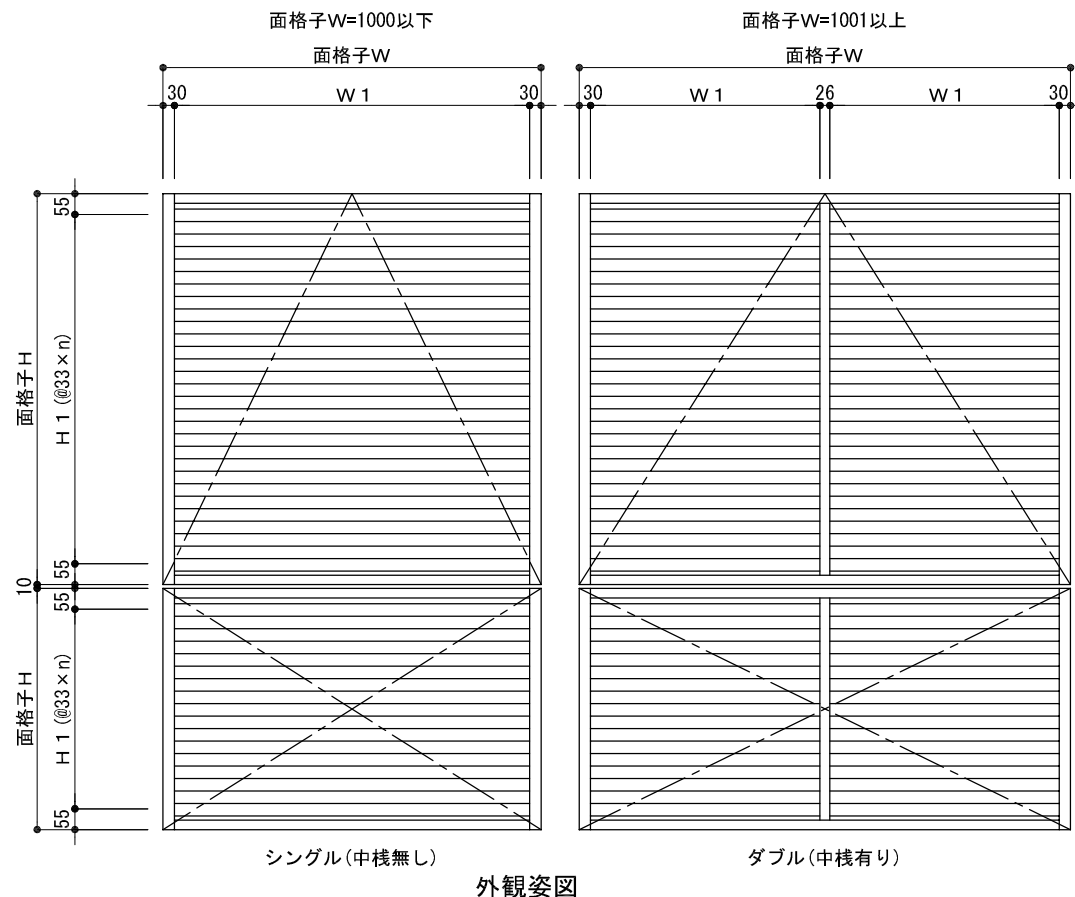 面格子W=1000以下
面格子W=1001以上
面格子W
面格子W
30
W1
30
30
W1
26
W1
30
55
面格子H
H1(@33×n)
55
10
55
面格子H
H1(@33×n)
55
シングル(中桟無し)
ダブル(中桟有り)
外観姿図